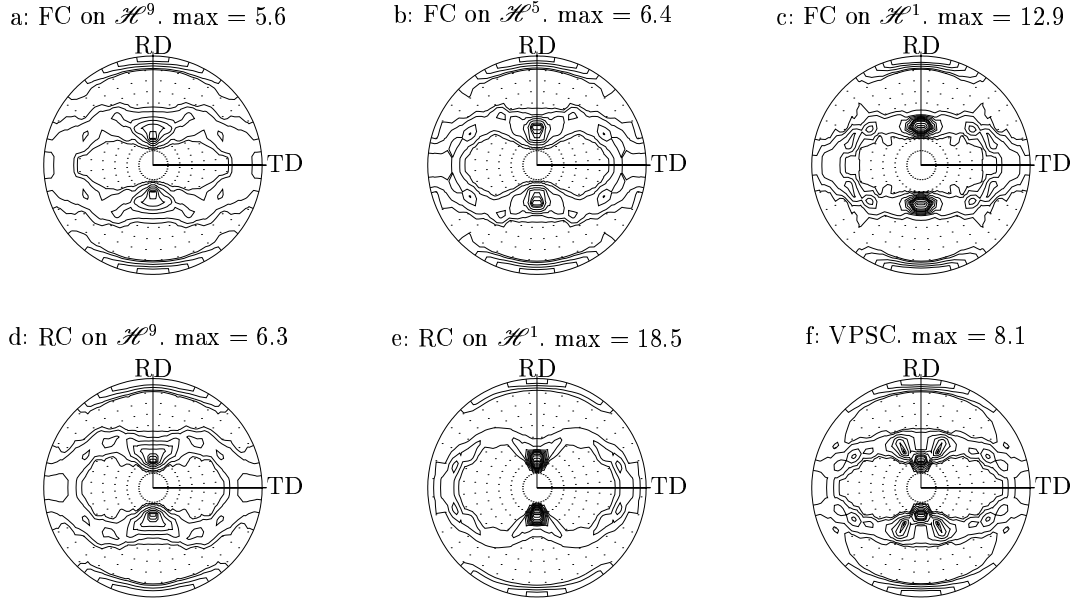 a: FC on ℋ⁹. max = 5.6
b: FC on ℋ⁵. max = 6.4
c: FC on ℋ¹. max = 12.9
RD
RD
RD
TD
TD
TD
d: RC on ℋ⁹. max = 6.3
e: RC on ℋ¹. max = 18.5
f: VPSC. max = 8.1
RD
RD
RD
TD
TD
TD